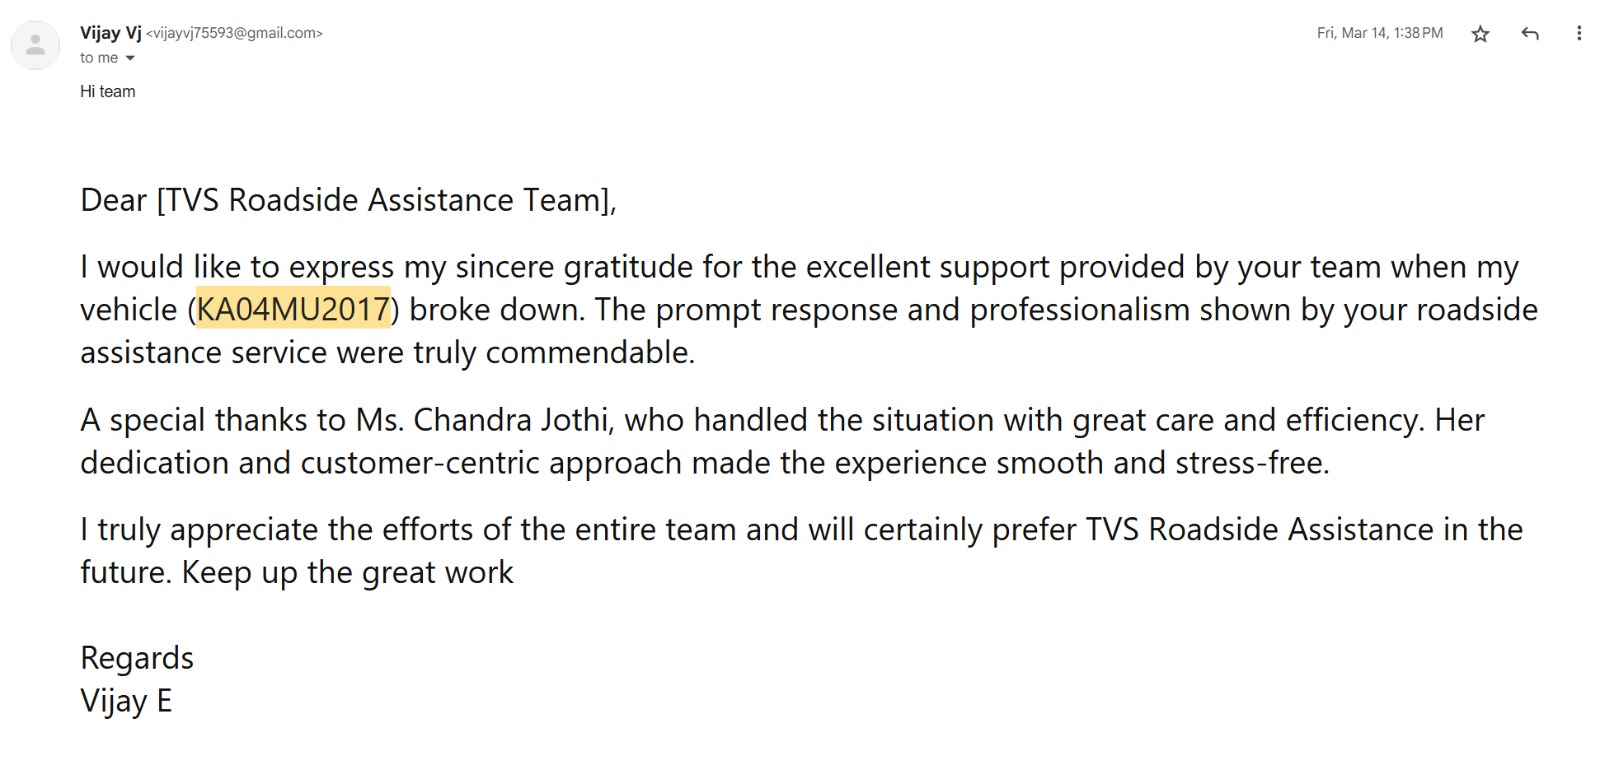 Vijay Vj <vijayvj75593@gmail.com>
Fri, Mar 14, 1:38 PM
to me
Hi team
Dear [TVS Roadside Assistance Team],
I would like to express my sincere gratitude for the excellent support provided by your team when my
vehicle (KA04MU2017) broke down. The prompt response and professionalism shown by your roadside
assistance service were truly commendable.
A special thanks to Ms. Chandra Jothi, who handled the situation with great care and efficiency. Her
dedication and customer-centric approach made the experience smooth and stress-free.
I truly appreciate the efforts of the entire team and will certainly prefer TVS Roadside Assistance in the
future. Keep up the great work
Regards
Vijay E